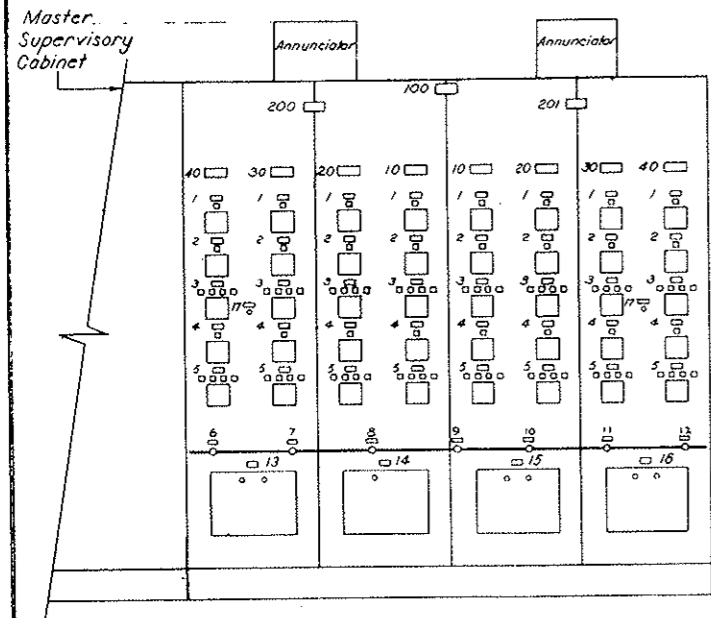 Master
Supervisory
Cabinet
Annunciator
Annunciator
200
100
201
40 30 20 10 10 20 30 40
1 1 1 1 1 1 1 1
2 2 2 2 2 2 2 2
3 3 3 3 3 3 3 3
17 17
4 4 4 4 4 4 4 4
5 5 5 5 5 5 5 5
6 7 8 9 10 11 12
13 14 15 16